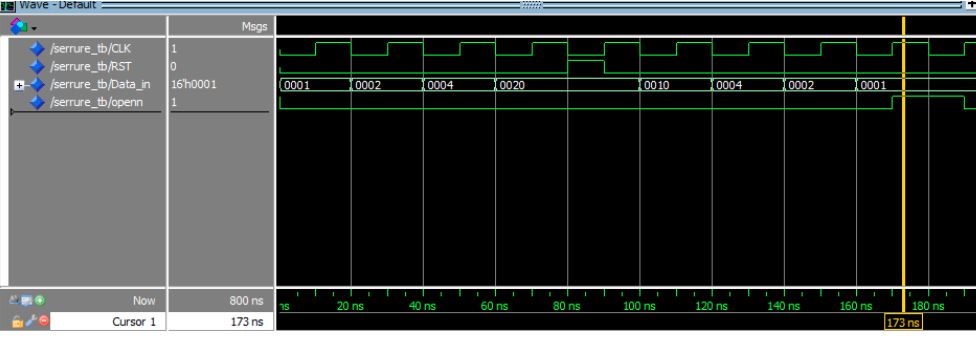 Wave - Default
Msgs
/serrure_tb/CLK 1
/serrure_tb/RST 0
/serrure_tb/Data_in 16'h0001 0001 0002 0004 0020 0010 0004 0002 0001
/serrure_tb/openn 1
Now 800 ns ns 20 ns 40 ns 60 ns 80 ns 100 ns 120 ns 140 ns 160 ns 180 ns
Cursor 1 173 ns 173 ns